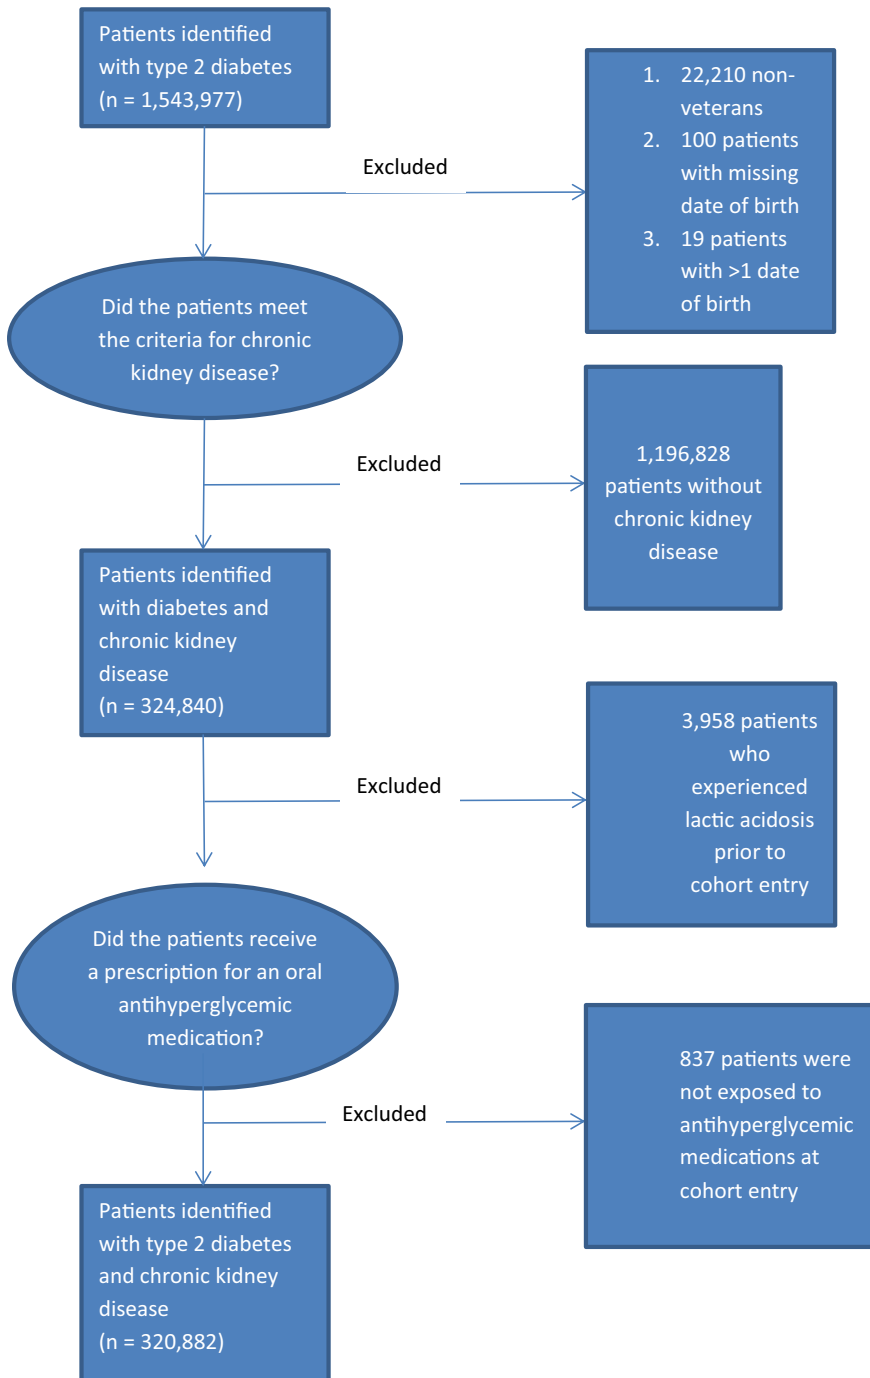 Patients identified
with type 2 diabetes
(n = 1,543,977)
Excluded
1. 22,210 non-
veterans
2. 100 patients
with missing
date of birth
3. 19 patients
with >1 date
of birth
Did the patients meet
the criteria for chronic
kidney disease?
Excluded
1,196,828
patients without
chronic kidney
disease
Patients identified
with diabetes and
chronic kidney
disease
(n = 324,840)
Excluded
3,958 patients
who
experienced
lactic acidosis
prior to
cohort entry
Did the patients receive
a prescription for an oral
antihyperglycemic
medication?
Excluded
837 patients were
not exposed to
antihyperglycemic
medications at
cohort entry
Patients identified
with type 2 diabetes
and chronic kidney
disease
(n = 320,882)